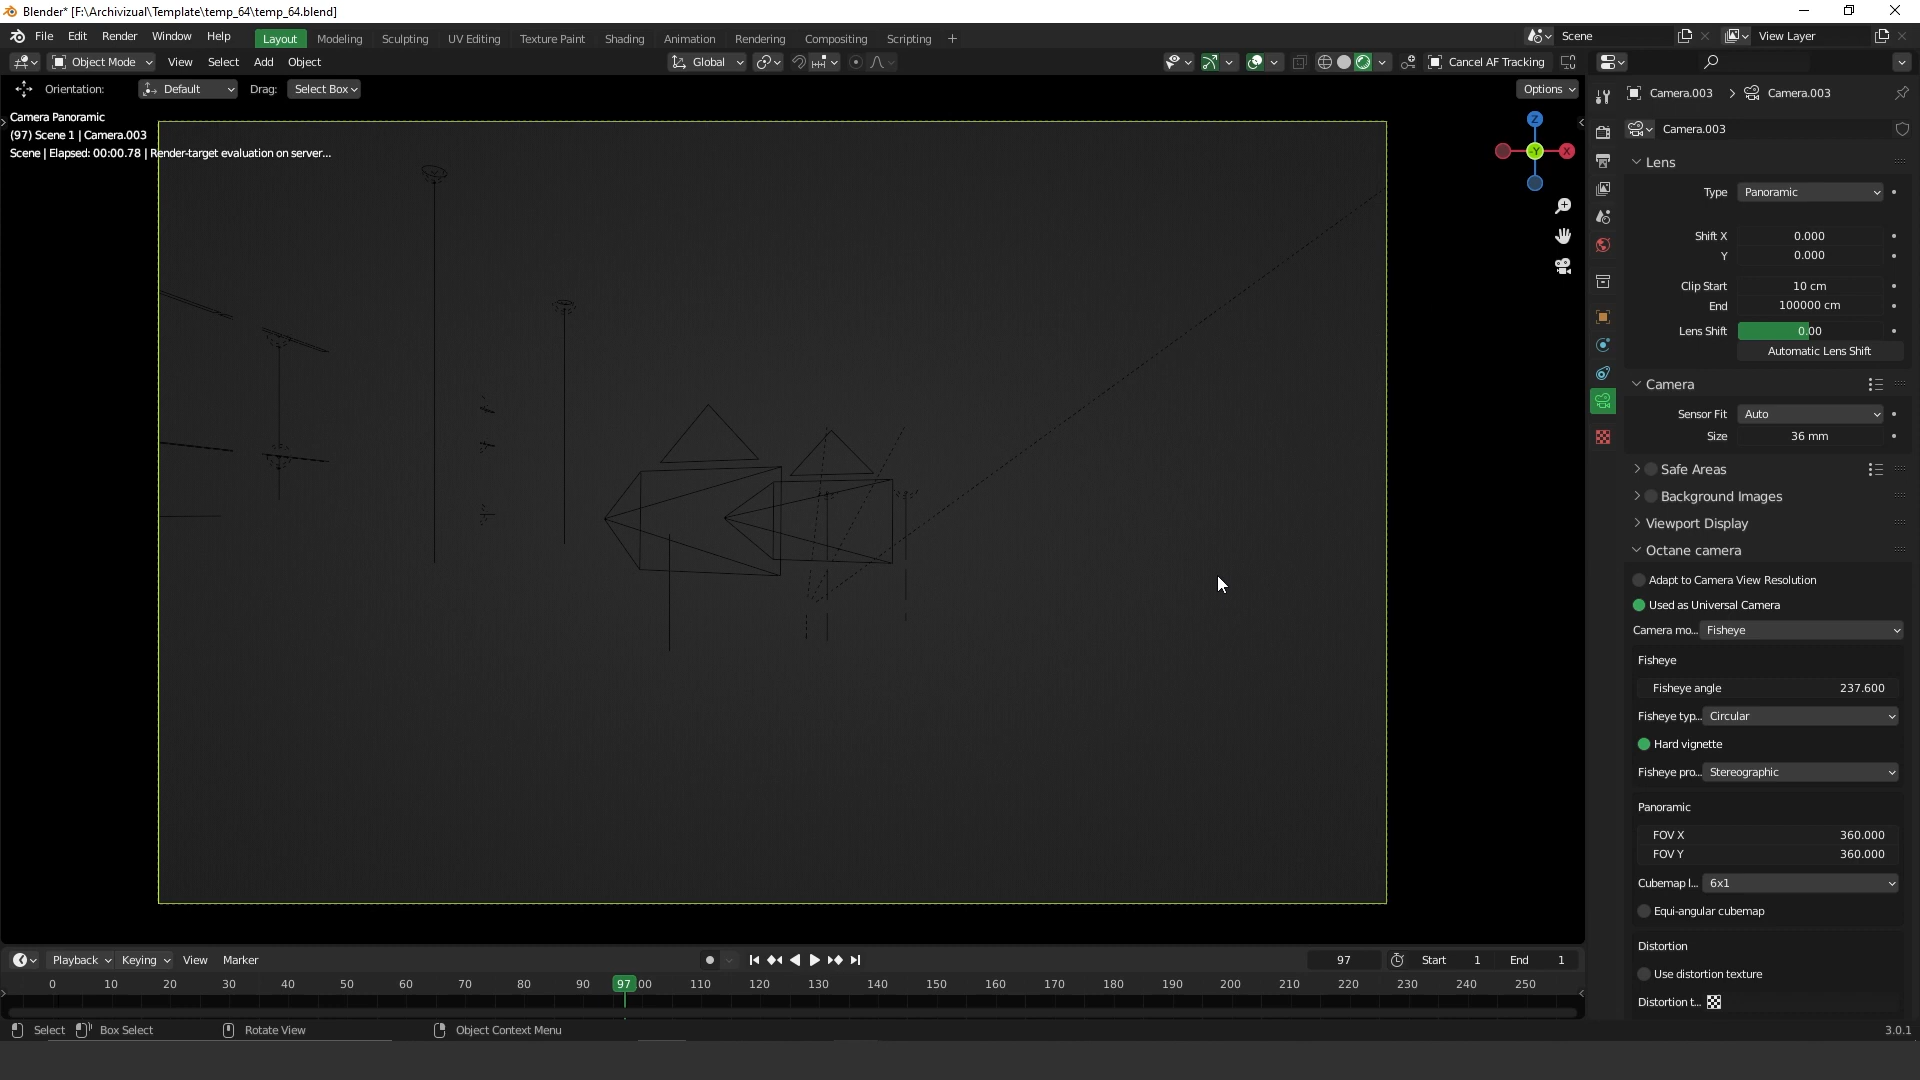 Blender* [F:\Archivizual\Template\temp_64\temp_64.blend]
File Edit Render Window Help Layout Modeling Sculpting UV Editing Texture Paint Shading Animation Rendering Compositing Scripting + Scene View Layer
Object Mode View Select Add Object Global Cancel AF Tracking
Orientation: Default Drag: Select Box Options
Camera Panoramic
(97) Scene 1 | Camera.003
Scene | Elapsed: 00:00.78 | Render-target evaluation on server...
Z
-Y
X
Camera.003 > Camera.003
Camera.003
Lens
Type Panoramic
Shift X 0.000
Y 0.000
Clip Start 10 cm
End 100000 cm
Lens Shift 0.00
Automatic Lens Shift
Camera
Sensor Fit Auto
Size 36 mm
Safe Areas
Background Images
Viewport Display
Octane camera
Adapt to Camera View Resolution
Used as Universal Camera
Camera mo... Fisheye
Fisheye
Fisheye angle 237.600
Fisheye typ... Circular
Hard vignette
Fisheye pro... Stereographic
Panoramic
FOV X 360.000
FOV Y 360.000
Cubemap l... 6x1
Equi-angular cubemap
Distortion
Use distortion texture
Distortion t...
Playback Keying View Marker 97 Start 1 End 1
0 10 20 30 40 50 60 70 80 90 97 00 110 120 130 140 150 160 170 180 190 200 210 220 230 240 250
Select Box Select Rotate View Object Context Menu 3.0.1